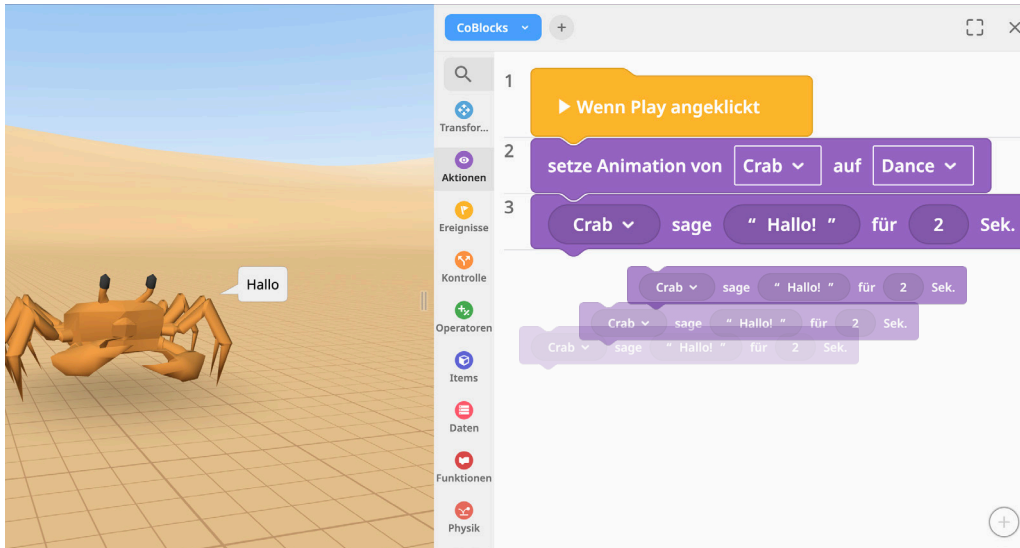 CoBlocks
Transfor...
Aktionen
Ereignisse
Kontrolle
Operatoren
Items
Daten
Funktionen
Physik
1
Wenn Play angeklickt
2
setze Animation von Crab auf Dance
3
Crab sage “ Hallo! ” für 2 Sek.
Crab sage “ Hallo! ” für 2 Sek.
Crab sage “ Hallo! ” für 2 Sek.
Crab sage “ Hallo! ” für 2 Sek.
Hallo